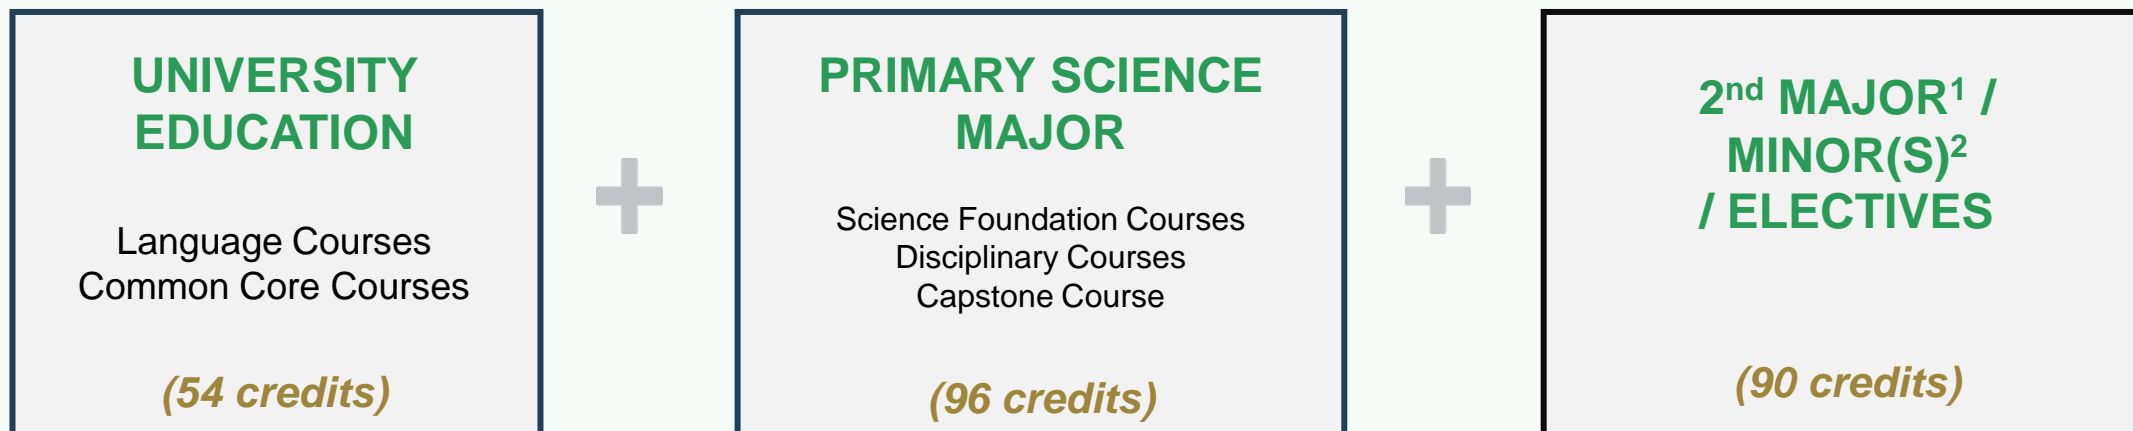 UNIVERSITY
EDUCATION
Language Courses
Common Core Courses
(54 credits)
PRIMARY SCIENCE
MAJOR
Science Foundation Courses
Disciplinary Courses
Capstone Course
(96 credits)
2nd MAJOR1 /
MINOR(S)2
/ ELECTIVES
(90 credits)